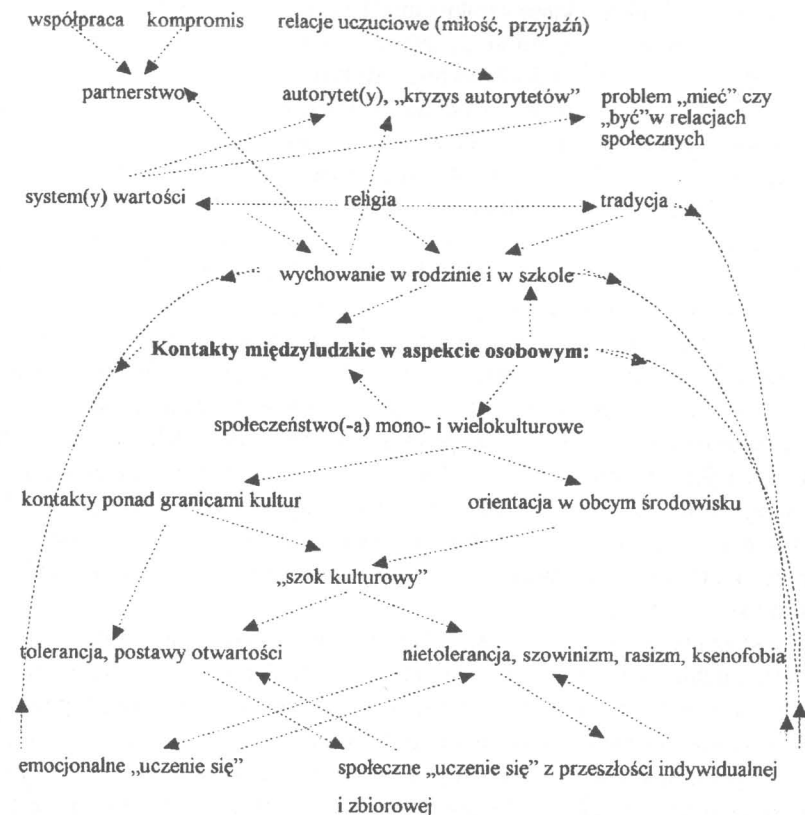 współpraca kompromis relacje uczuciowe (miłość, przyjaźń)
partnerstwo autorytet(y), „kryzys autorytetów” problem „mieć” czy
„być”w relacjach
społecznych
system(y) wartości religia tradycja
wychowanie w rodzinie i w szkole
Kontakty międzyludzkie w aspekcie osobowym:
społeczeństwo(-a) mono- i wielokulturowe
kontakty ponad granicami kultur orientacja w obcym środowisku
„szok kulturowy”
tolerancja, postawy otwartości nietolerancja, szowinizm, rasizm, ksenofobia
emocjonalne „uczenie się” społeczne „uczenie się” z przeszłości indywidualnej
i zbiorowej